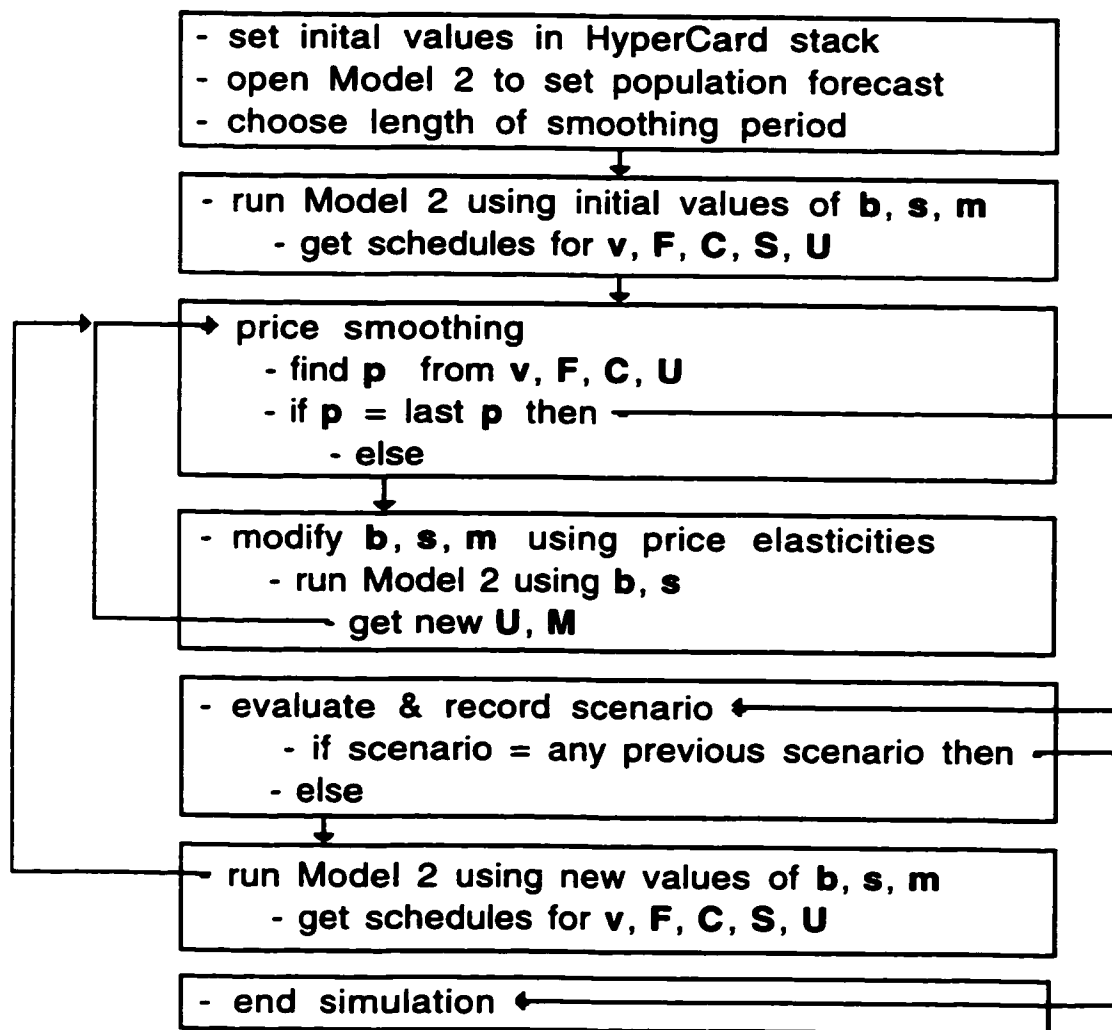 - set inital values in HyperCard stack
- open Model 2 to set population forecast
- choose length of smoothing period
- run Model 2 using initial values of b, s, m
- get schedules for v, F, C, S, U
price smoothing
- find p from v, F, C, U
- if p = last p then
- else
- modify b, s, m using price elasticities
- run Model 2 using b, s
get new U, M
- evaluate & record scenario
- if scenario = any previous scenario then
- else
run Model 2 using new values of b, s, m
- get schedules for v, F, C, S, U
- end simulation